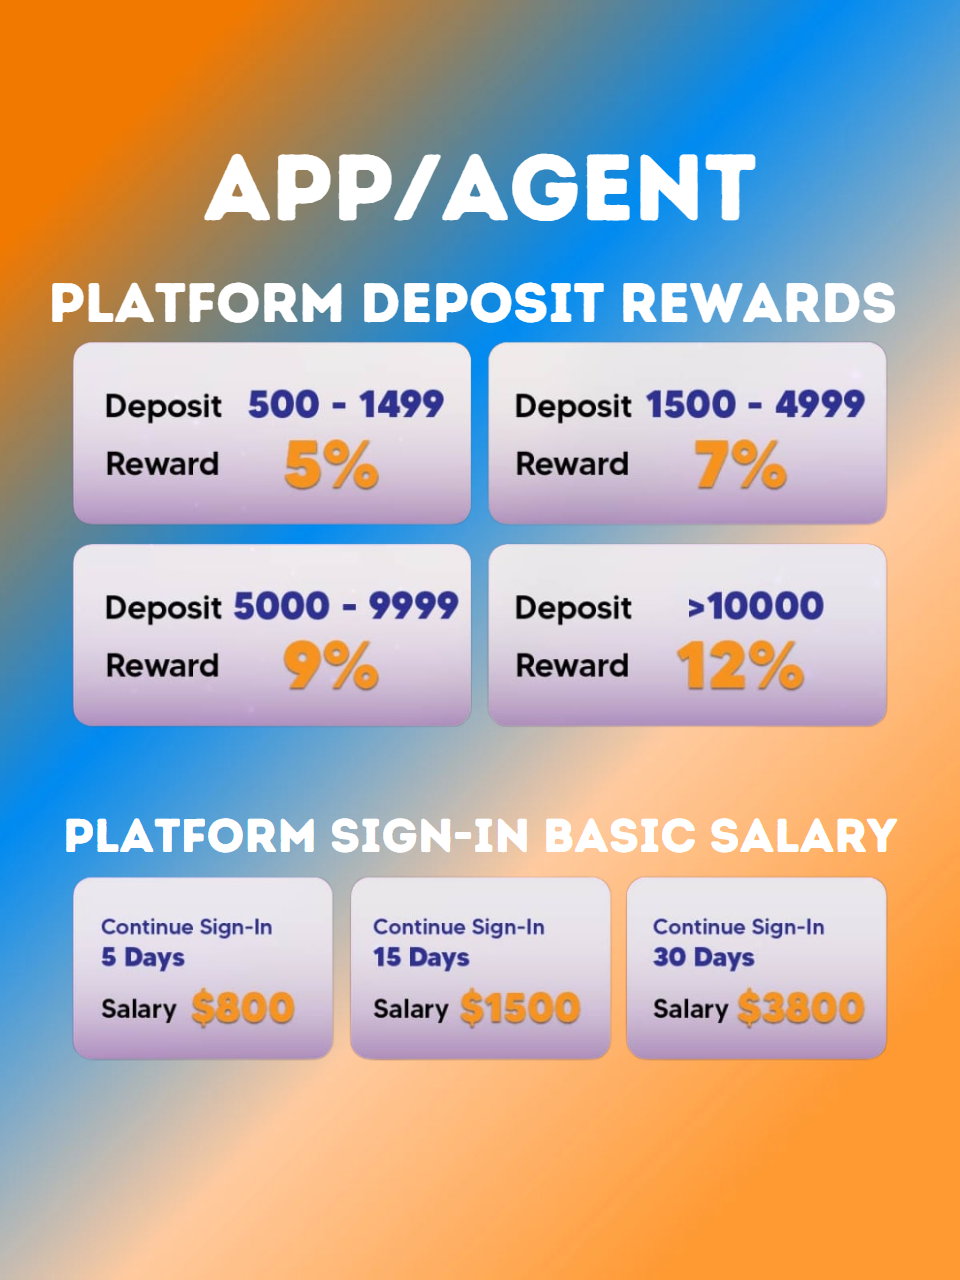 APP/AGENT
PLATFORM DEPOSIT REWARDS
Deposit 500 - 1499
Reward 5%
Deposit 1500 - 4999
Reward 7%
Deposit 5000 - 9999
Reward 9%
Deposit >10000
Reward 12%
PLATFORM SIGN-IN BASIC SALARY
Continue Sign-In
5 Days
Salary $800
Continue Sign-In
15 Days
Salary $1500
Continue Sign-In
30 Days
Salary $3800